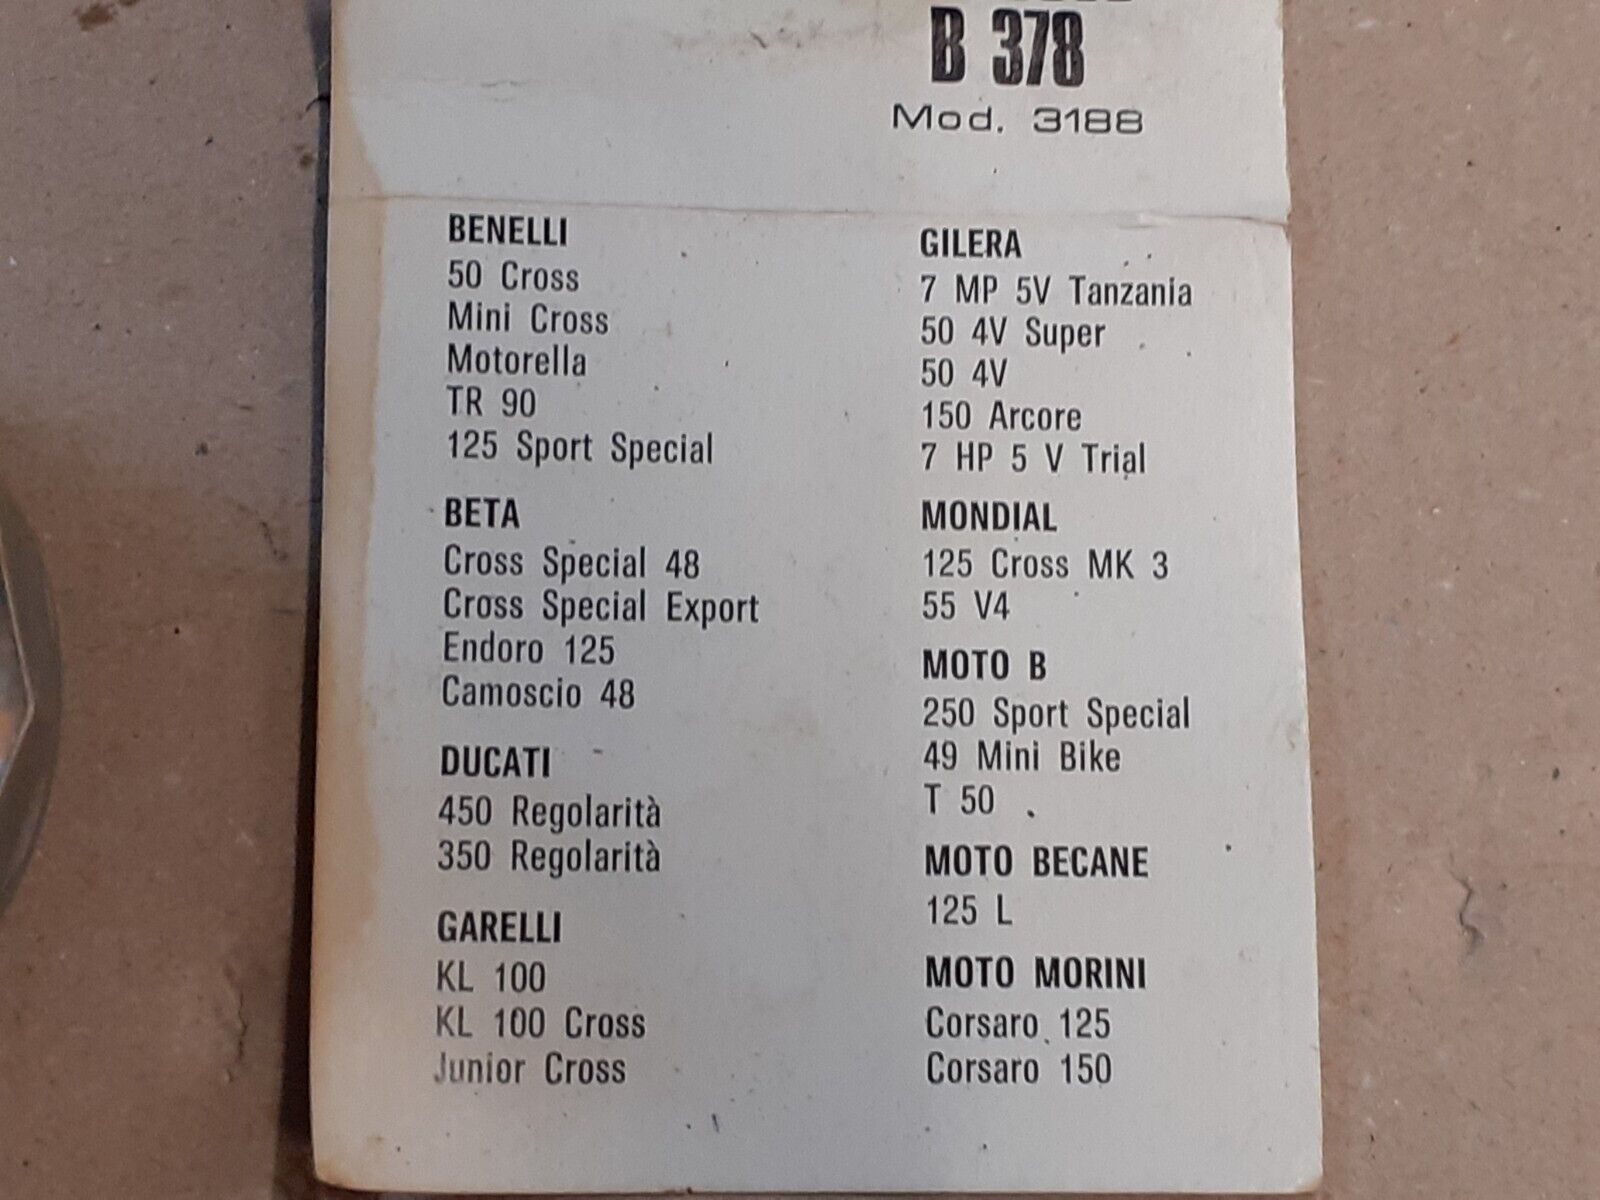 B 378
Mod. 3188
BENELLI
50 Cross
Mini Cross
Motorella
TR 90
125 Sport Special
BETA
Cross Special 48
Cross Special Export
Endoro 125
Camoscio 48
DUCATI
450 Regolarità
350 Regolarità
GARELLI
KL 100
KL 100 Cross
Junior Cross
GILERA
7 MP 5V Tanzania
50 4V Super
50 4V
150 Arcore
7 HP 5 V Trial
MONDIAL
125 Cross MK 3
55 V4
MOTO B
250 Sport Special
49 Mini Bike
T 50
MOTO BECANE
125 L
MOTO MORINI
Corsaro 125
Corsaro 150